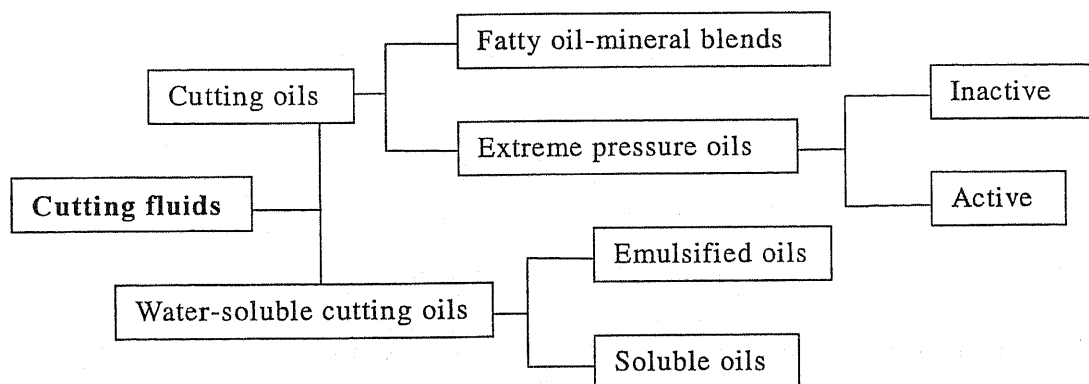 Fatty oil-mineral blends
Cutting oils
Inactive
Extreme pressure oils
Active
Cutting fluids
Emulsified oils
Water-soluble cutting oils
Soluble oils